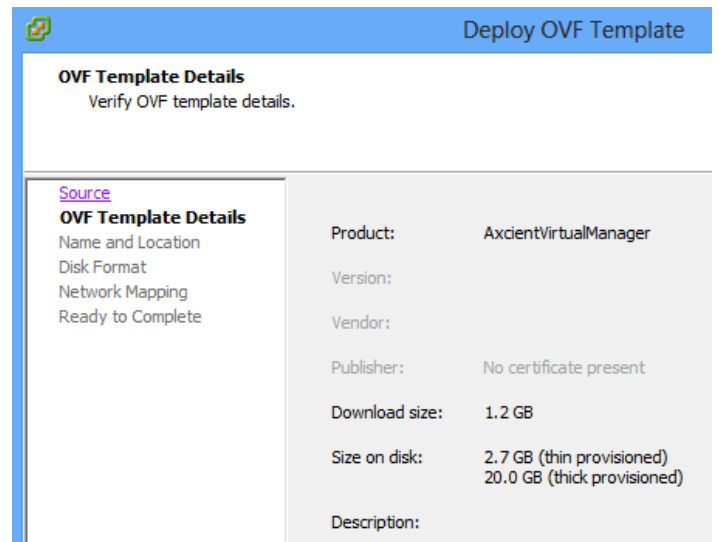 Deploy OVF Template
OVF Template Details
Verify OVF template details.
Source
OVF Template Details
Name and Location
Disk Format
Network Mapping
Ready to Complete
Product: AxcientVirtualManager
Version:
Vendor:
Publisher: No certificate present
Download size: 1.2 GB
Size on disk: 2.7 GB (thin provisioned)
20.0 GB (thick provisioned)
Description: